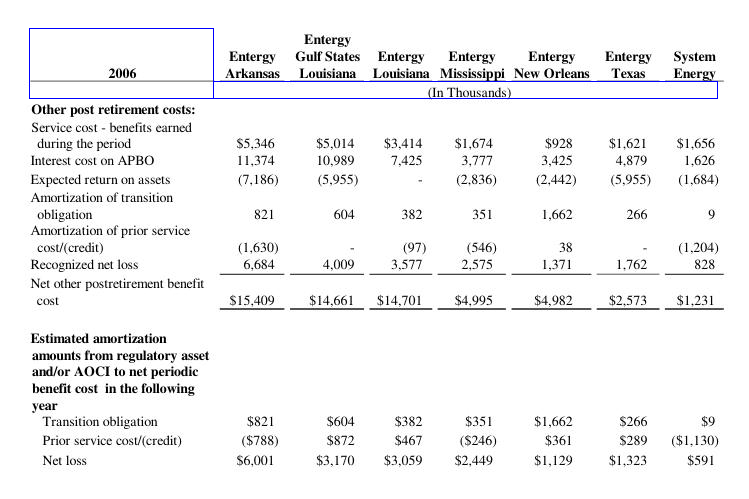 Entergy
Entergy Gulf States Entergy Entergy Entergy Entergy System
2006 Arkansas Louisiana Louisiana Mississippi New Orleans Texas Energy
(In Thousands)
Other post retirement costs:
Service cost - benefits earned
during the period $5,346 $5,014 $3,414 $1,674 $928 $1,621 $1,656
Interest cost on APBO 11,374 10,989 7,425 3,777 3,425 4,879 1,626
Expected return on assets (7,186) (5,955) - (2,836) (2,442) (5,955) (1,684)
Amortization of transition
obligation 821 604 382 351 1,662 266 9
Amortization of prior service
cost/(credit) (1,630) - (97) (546) 38 - (1,204)
Recognized net loss 6,684 4,009 3,577 2,575 1,371 1,762 828
Net other postretirement benefit
cost $15,409 $14,661 $14,701 $4,995 $4,982 $2,573 $1,231
Estimated amortization
amounts from regulatory asset
and/or AOCI to net periodic
benefit cost in the following
year
Transition obligation $821 $604 $382 $351 $1,662 $266 $9
Prior service cost/(credit) ($788) $872 $467 ($246) $361 $289 ($1,130)
Net loss $6,001 $3,170 $3,059 $2,449 $1,129 $1,323 $591